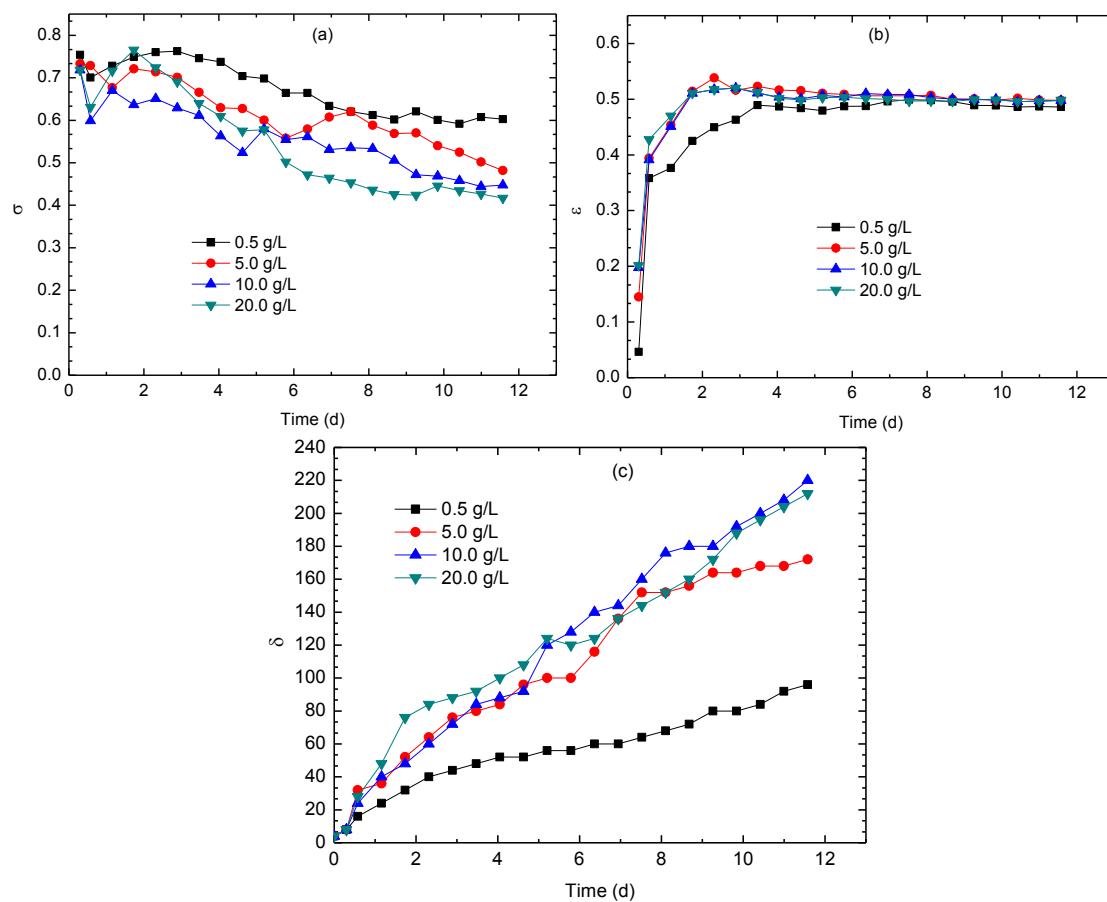 (a)
0.8
0.7
0.6
0.5
0.4
0.3
0.2
0.1
0.0
σ
0.5 g/L
5.0 g/L
10.0 g/L
20.0 g/L
0 2 4 6 8 10 12
Time (d)
(b)
0.6
0.5
0.4
0.3
0.2
0.1
0.0
ε
0.5 g/L
5.0 g/L
10.0 g/L
20.0 g/L
0 2 4 6 8 10 12
Time (d)
(c)
240
220
200
180
160
140
120
100
80
60
40
20
0
δ
0.5 g/L
5.0 g/L
10.0 g/L
20.0 g/L
0 2 4 6 8 10 12
Time (d)